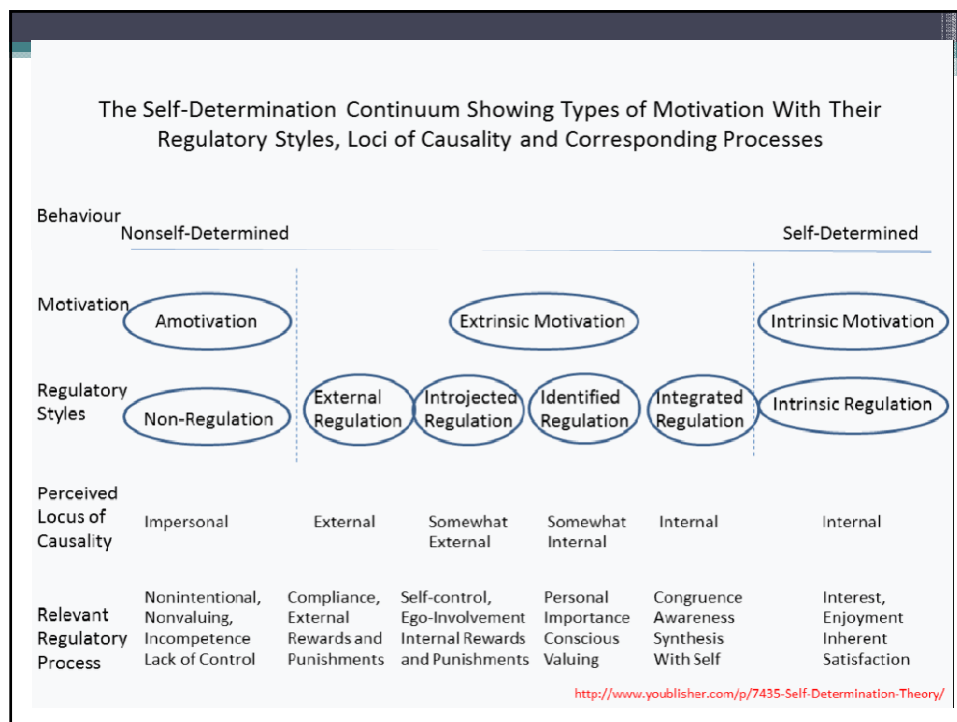 The Self-Determination Continuum Showing Types of Motivation With Their
Regulatory Styles, Loci of Causality and Corresponding Processes
Behaviour
Nonself-Determined Self-Determined
Motivation Amotivation Extrinsic Motivation Intrinsic Motivation
Regulatory
Styles
Non-Regulation
External
Regulation
Introjected
Regulation
Identified
Regulation
Integrated
Regulation
Intrinsic Regulation
Perceived
Locus of
Causality
Impersonal
External
Somewhat
External
Somewhat
Internal
Internal
Internal
Relevant
Regulatory
Process
Nonintentional,
Nonvaluing,
Incompetence
Lack of Control
Compliance,
External
Rewards and
Punishments
Self-control,
Ego-Involvement
Internal Rewards
and Punishments
Personal
Importance
Conscious
Valuing
Congruence
Awareness
Synthesis
With Self
Interest,
Enjoyment
Inherent
Satisfaction
http://www.youblisher.com/p/7435-Self-Determination-Theory/